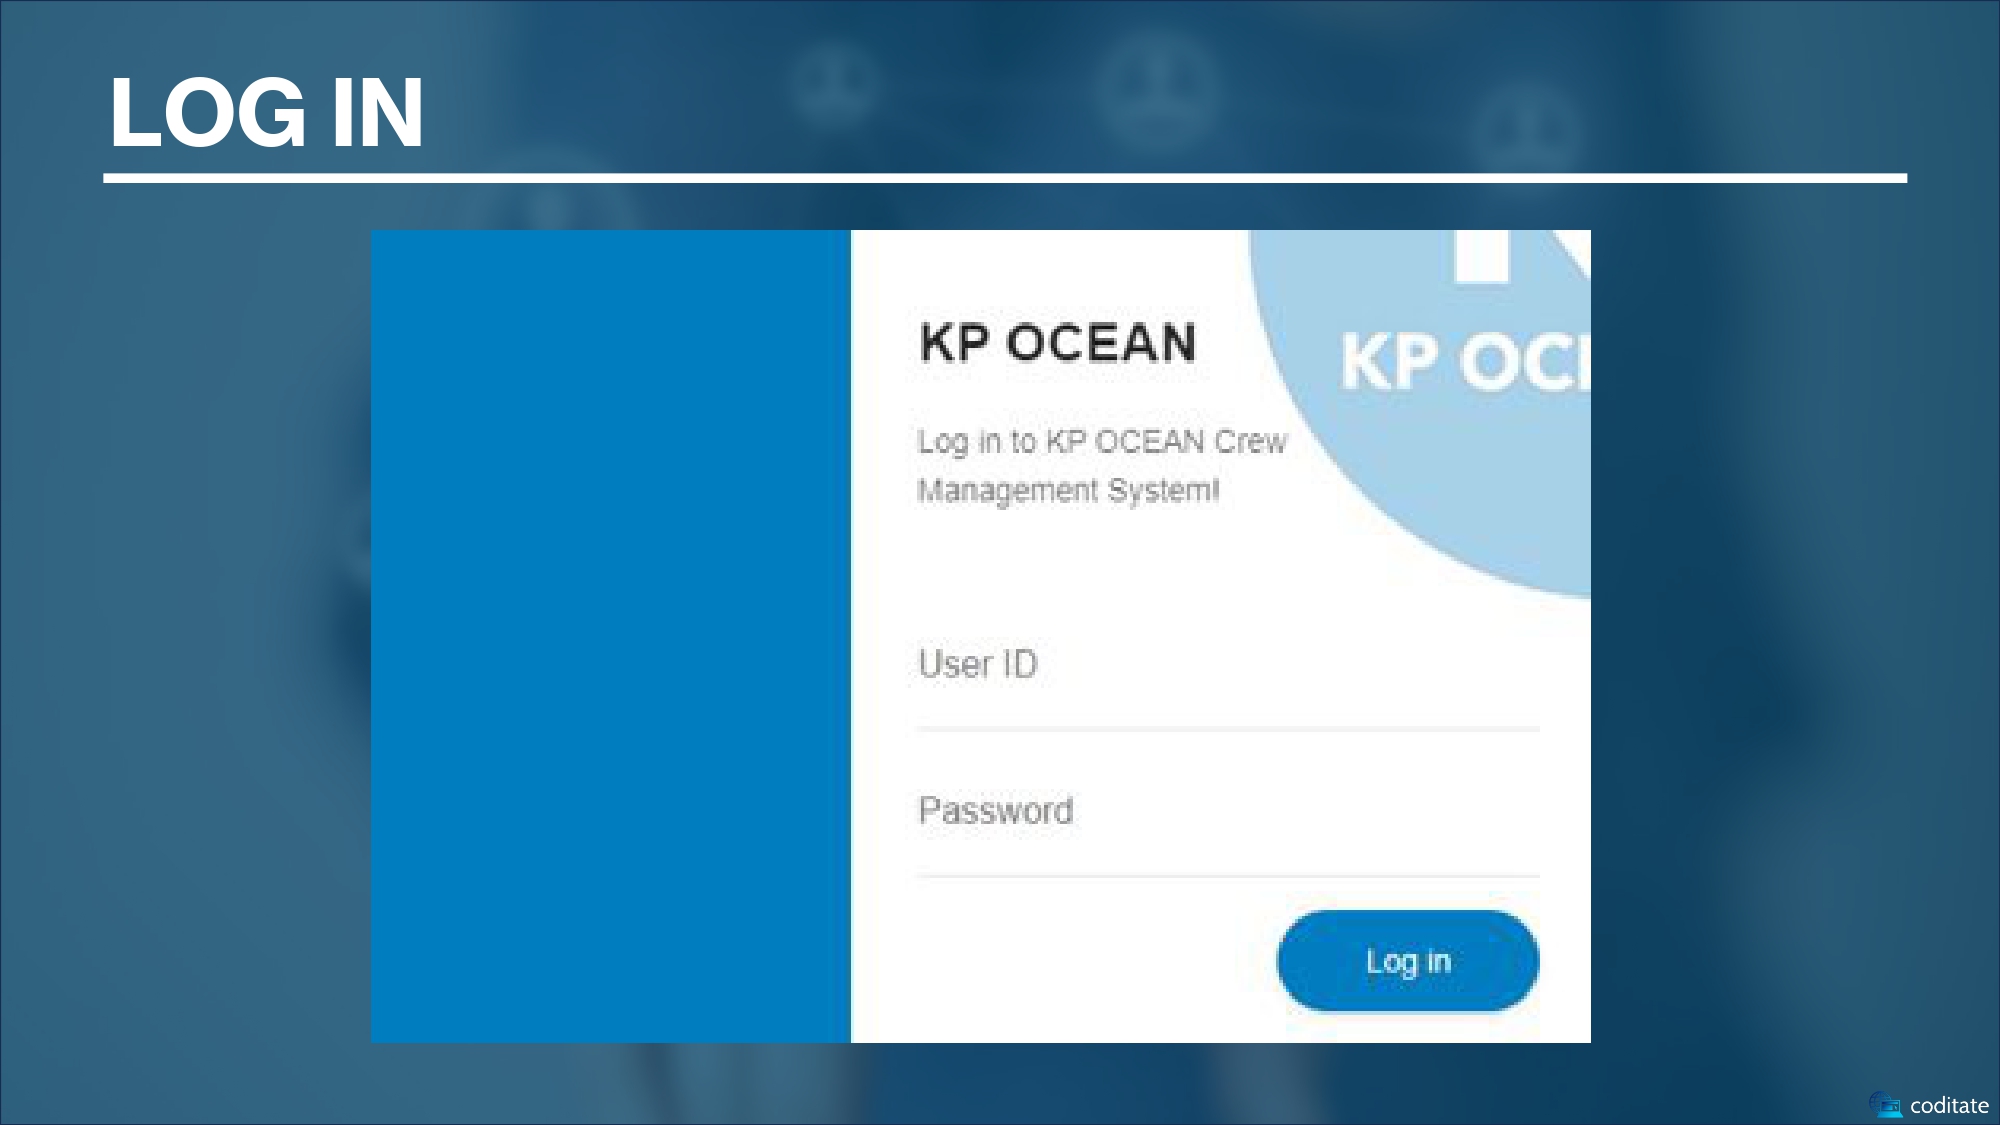 LOG IN
KP OCEAN
KP OC
Log in to KP OCEAN Crew
Management System!
User ID
Password
Log in
coditate